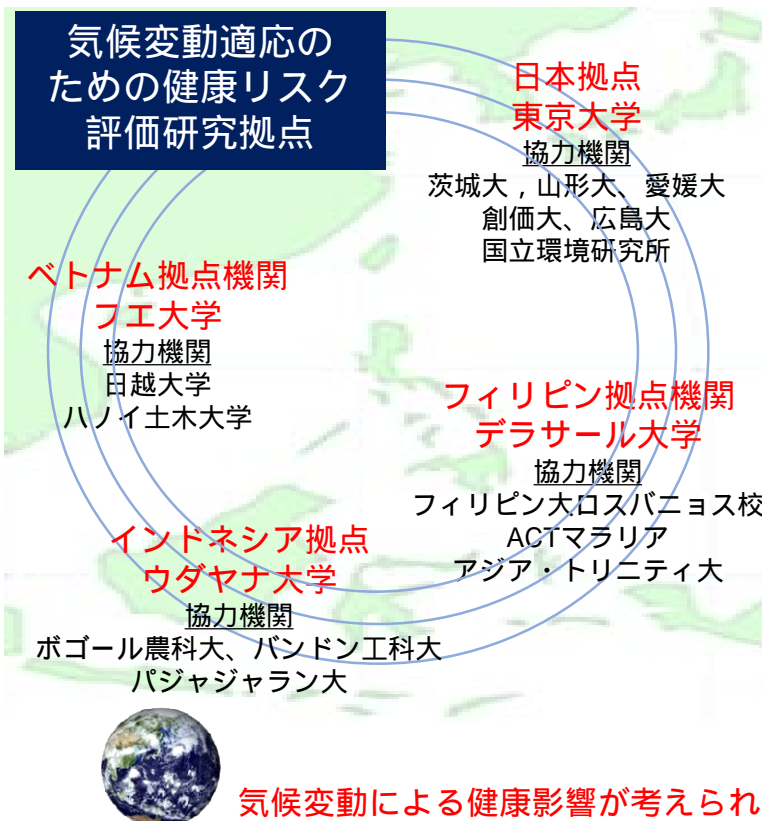 気候変動適応の
ための健康リスク
評価研究拠点
日本拠点
東京大学
協力機関
茨城大，山形大、愛媛大
創価大、広島大
国立環境研究所
ベトナム拠点機関
フエ大学
協力機関
日越大学
ハノイ土木大学
フィリピン拠点機関
デラサール大学
協力機関
フィリピン大ロスバニョス校
ACTマラリア
アジア・トリニティ大
インドネシア拠点
ウダヤナ大学
協力機関
ボゴール農科大、バンドン工科大
パジャジャラン大
気候変動による健康影響が考えられ